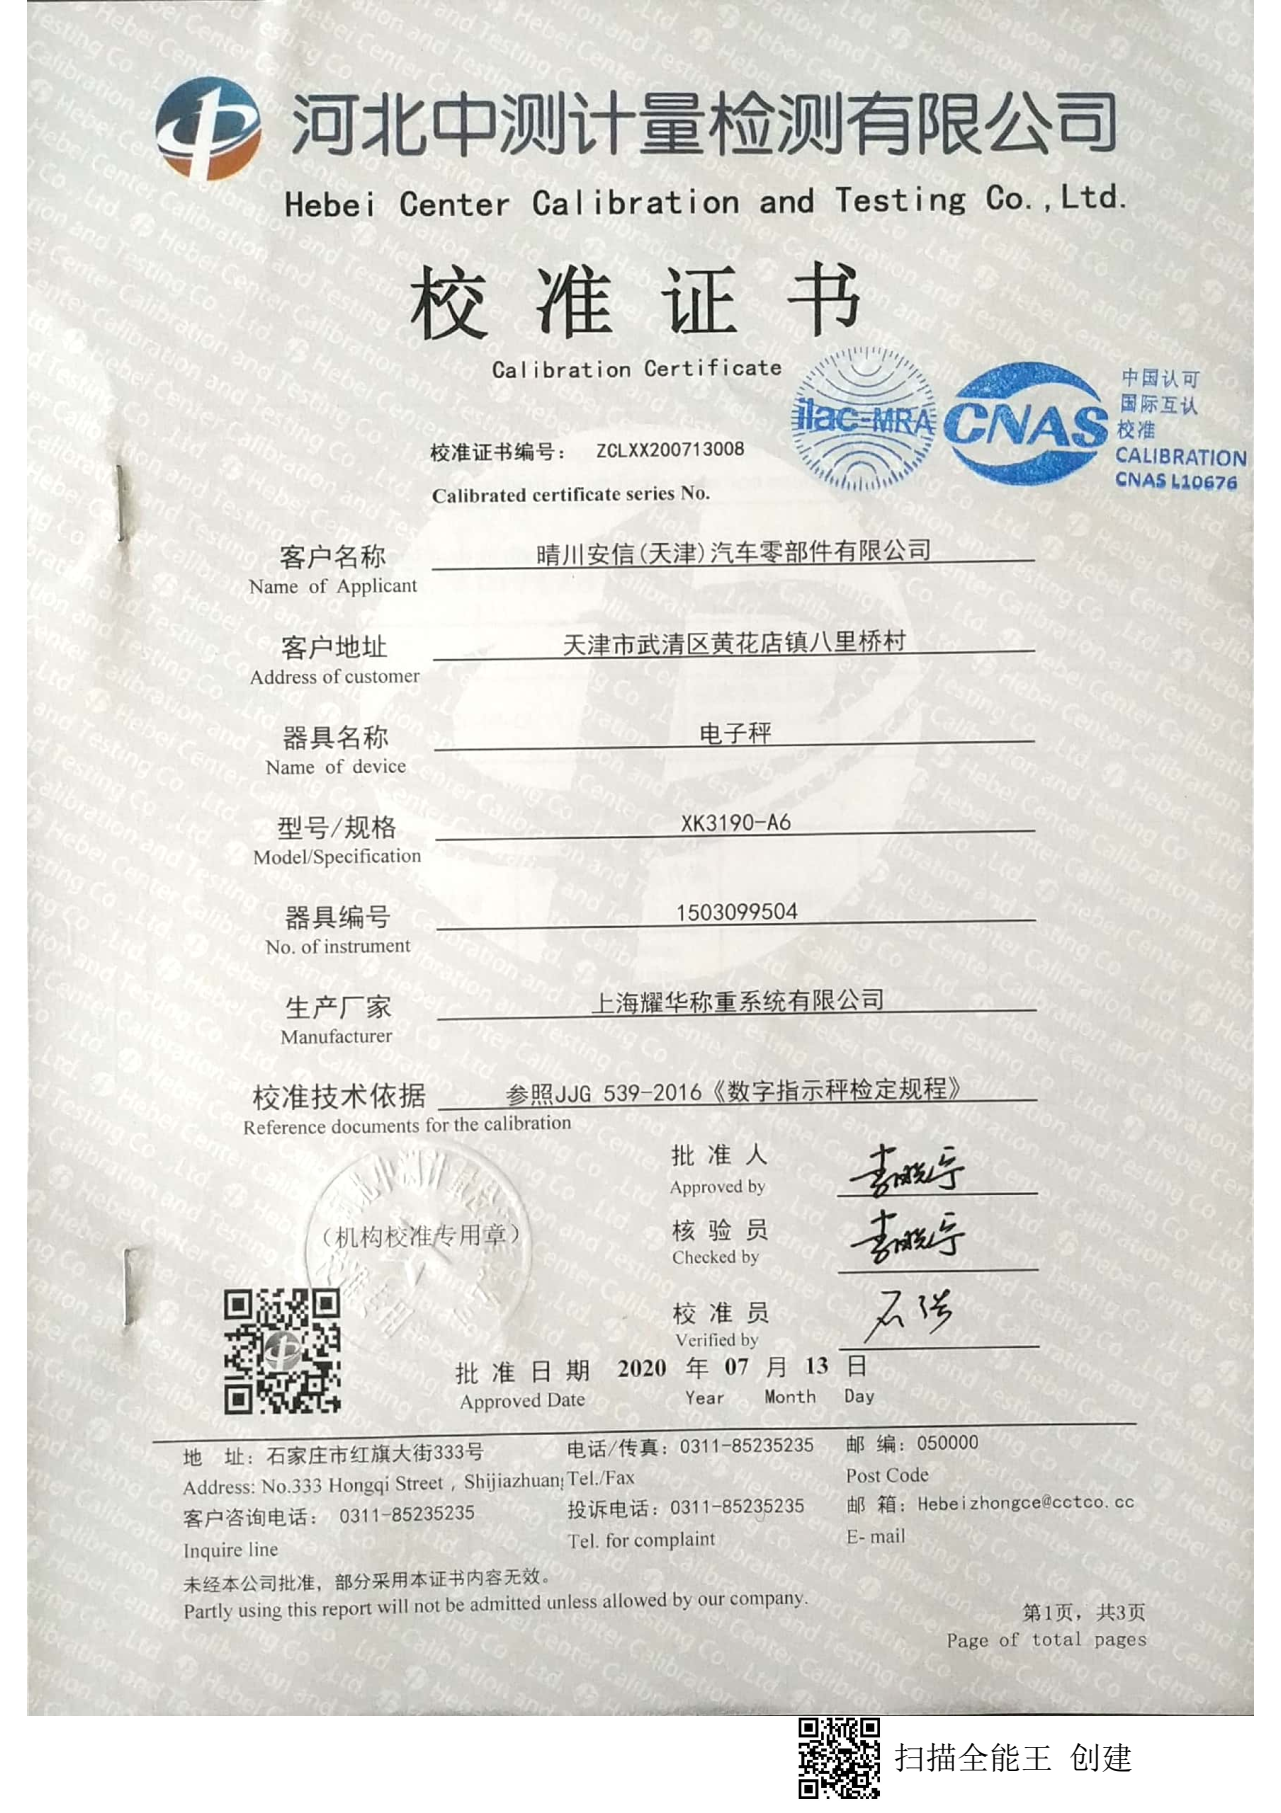 河北中测计量检测有限公司
Hebei Center Calibration and Testing Co.,Ltd.
校准证书
Calibration Certificate
ilac-MRA
CNAS
中国认可
国际互认
校准
CALIBRATION
CNAS L10676
校准证书编号： ZCLXX200713008
Calibrated certificate series No.
客户名称 晴川安信(天津)汽车零部件有限公司
Name of Applicant
客户地址 天津市武清区黄花店镇八里桥村
Address of customer
器具名称 电子秤
Name of device
型号/规格 XK3190-A6
Model/Specification
器具编号 1503099504
No. of instrument
生产厂家 上海耀华称重系统有限公司
Manufacturer
校准技术依据 参照JJG 539-2016《数字指示秤检定规程》
Reference documents for the calibration
批准人
Approved by
（机构校准专用章）
核验员
Checked by
校准员
Verified by
批准日期 2020 年 07 月 13 日
Approved Date Year Month Day
地 址：石家庄市红旗大街333号 电话/传真：0311-85235235 邮 编：050000
Address: No.333 Hongqi Street , Shijiazhuang Tel./Fax Post Code
客户咨询电话： 0311-85235235 投诉电话：0311-85235235 邮 箱：Hebeizhongce@cctco.cc
Inquire line Tel. for complaint E- mail
未经本公司批准，部分采用本证书内容无效。
Partly using this report will not be admitted unless allowed by our company.
第1页，共3页
Page of total pages
扫描全能王 创建